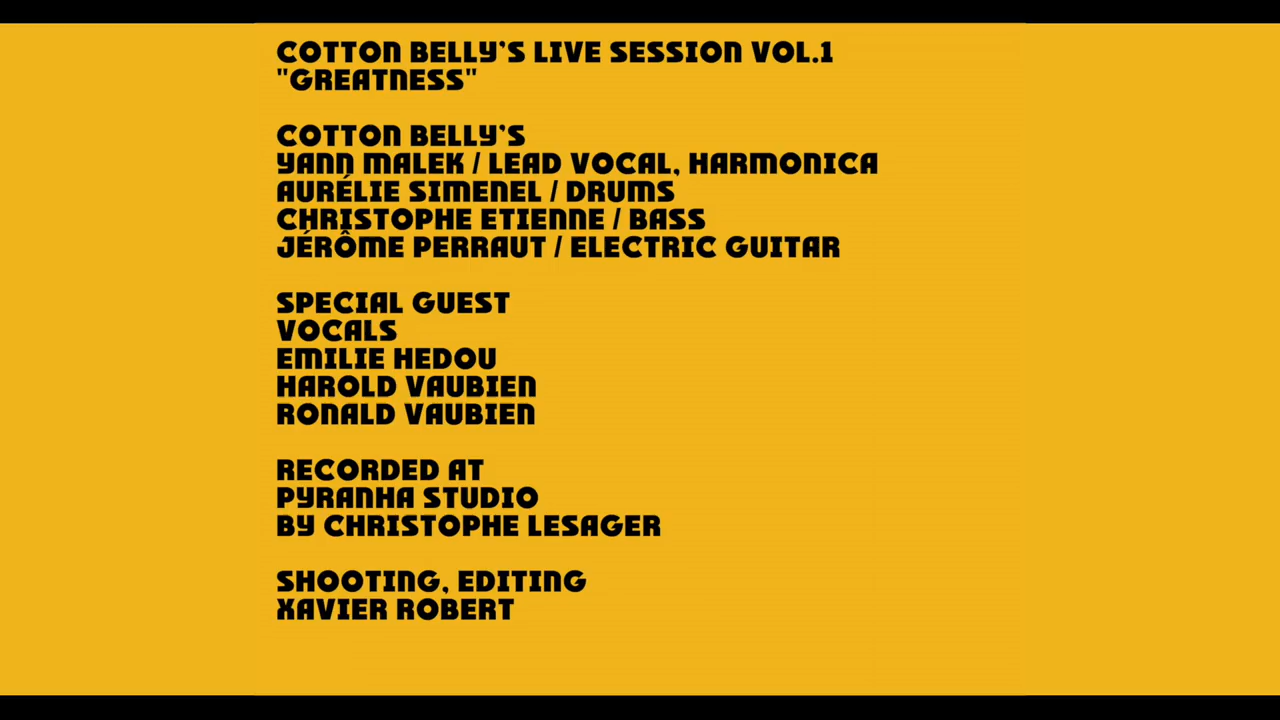 COTTON BELLY'S LIVE SESSION VOL.1
"GREATNESS"
COTTON BELLY'S
YANN MALEK / LEAD VOCAL, HARMONICA
AURÉLIE SIMENEL / DRUMS
CHRISTOPHE ETIENNE / BASS
JÉRÔME PERRAUT / ELECTRIC GUITAR
SPECIAL GUEST
VOCALS
EMILIE HEDOU
HAROLD VAUBIEN
RONALD VAUBIEN
RECORDED AT
PYRANHA STUDIO
BY CHRISTOPHE LESAGER
SHOOTING, EDITING
XAVIER ROBERT